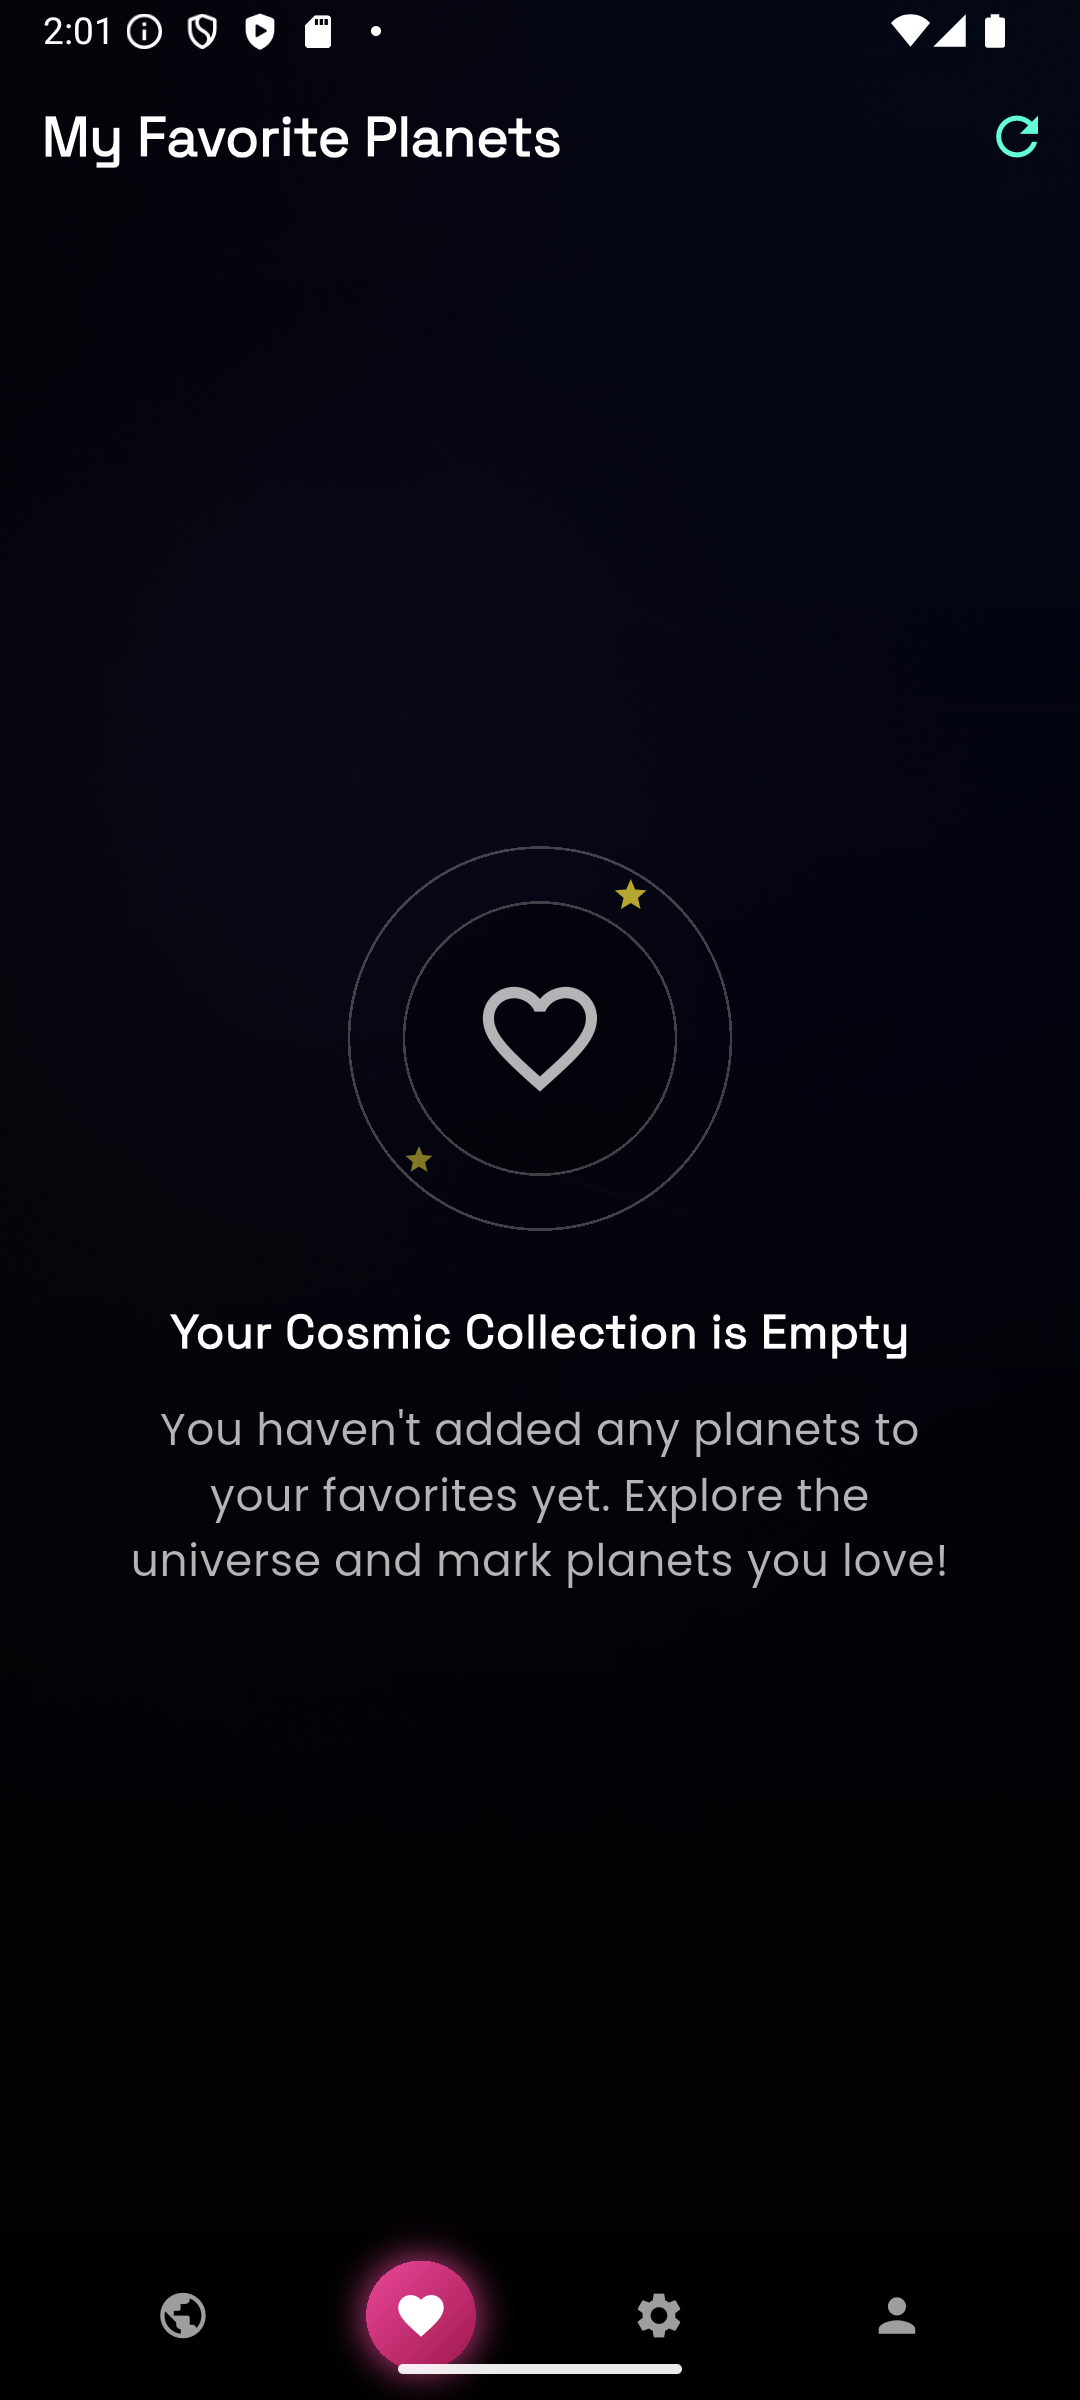 2:01
My Favorite Planets
Your Cosmic Collection is Empty
You haven't added any planets to
your favorites yet. Explore the
universe and mark planets you love!